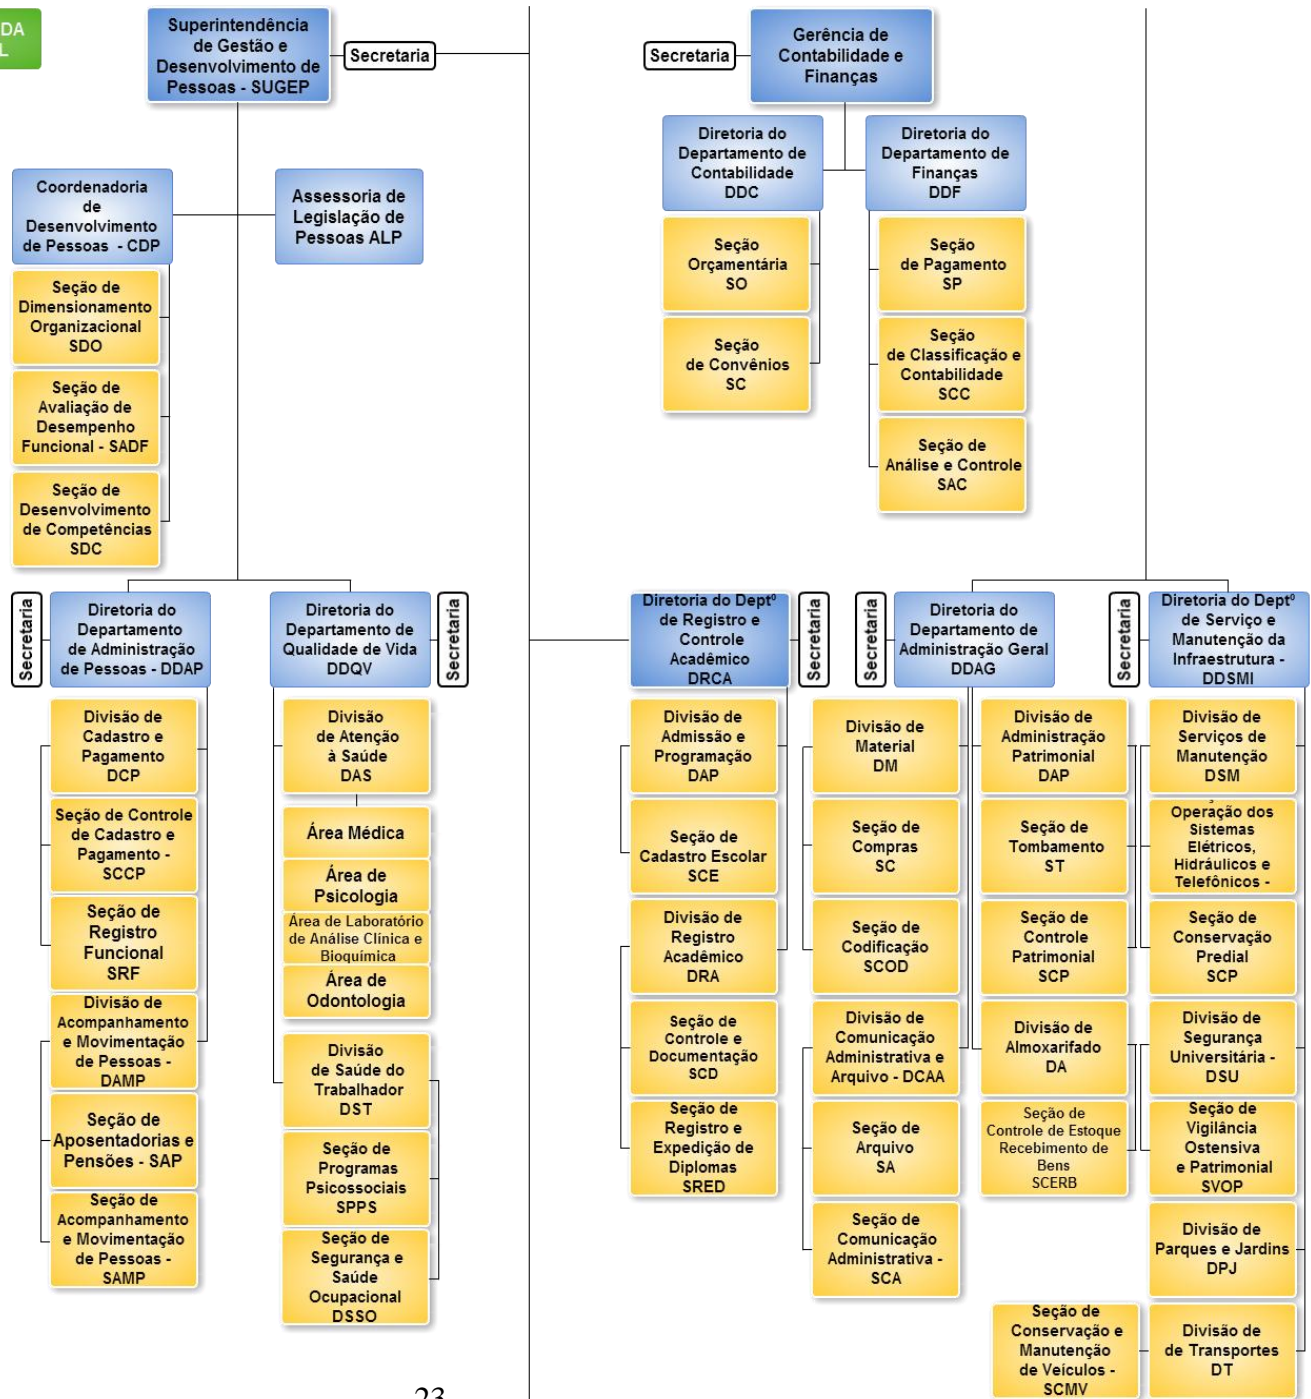 DA
L
Superintendência
de Gestão e
Desenvolvimento de
Pessoas - SUGEP
Secretaria
Coordenadoria
de
Desenvolvimento
de Pessoas - CDP
Assessoria de
Legislação de
Pessoas ALP
Seção de
Dimensionamento
Organizacional
SDO
Seção de
Avaliação de
Desempenho
Funcional - SADF
Seção de
Desenvolvimento
de Competências
SDC
Secretaria
Gerência de
Contabilidade e
Finanças
Diretoria do
Departamento de
Contabilidade
DDC
Diretoria do
Departamento de
Finanças
DDF
Seção
Orçamentária
SO
Seção
de Convênios
SC
Seção
de Pagamento
SP
Seção
de Classificação e
Contabilidade
SCC
Seção de
Análise e Controle
SAC
Secretaria
Diretoria do
Departamento
de Administração
de Pessoas - DDAP
Divisão de
Cadastro e
Pagamento
DCP
Seção de Controle
de Cadastro e
Pagamento -
SCCP
Seção de
Registro
Funcional
SRF
Divisão de
Acompanhamento
e Movimentação
de Pessoas -
DAMP
Seção de
Aposentadorias e
Pensões - SAP
Seção de
Acompanhamento
e Movimentação
de Pessoas -
SAMP
Diretoria do
Departamento de
Qualidade de Vida
DDQV
Secretaria
Divisão
de Atenção
à Saúde
DAS
Área Médica
Área de
Psicologia
Área de Laboratório
de Análise Clínica e
Bioquímica
Área de
Odontologia
Divisão
de Saúde do
Trabalhador
DST
Seção de
Programas
Psicossociais
SPPS
Seção de
Segurança e
Saúde
Ocupacional
DSSO
Diretoria do Deptº
de Registro e
Controle
Acadêmico
DRCA
Secretaria
Divisão de
Admissão e
Programação
DAP
Seção de
Cadastro Escolar
SCE
Divisão de
Registro
Acadêmico
DRA
Seção de
Controle e
Documentação
SCD
Seção de
Registro e
Expedição de
Diplomas
SRED
Secretaria
Diretoria do
Departamento de
Administração Geral
DDAG
Divisão de
Material
DM
Seção de
Compras
SC
Seção de
Codificação
SCOD
Divisão de
Comunicação
Administrativa e
Arquivo - DCAA
Seção de
Arquivo
SA
Seção de
Comunicação
Administrativa -
SCA
Divisão de
Administração
Patrimonial
DAP
Seção de
Tombamento
ST
Seção de
Controle
Patrimonial
SCP
Divisão de
Almoxarifado
DA
Seção de
Controle de Estoque
Recebimento de
Bens
SCERB
Secretaria
Diretoria do Deptº
de Serviço e
Manutenção da
Infraestrutura -
DDSMI
Divisão de
Serviços de
Manutenção
DSM
Operação dos
Sistemas
Elétricos,
Hidráulicos e
Telefônicos -
Seção de
Conservação
Predial
SCP
Divisão de
Segurança
Universitária -
DSU
Seção de
Vigilância
Ostensiva
e Patrimonial
SVOP
Divisão de
Parques e Jardins
DPJ
Seção de
Conservação e
Manutenção
de Veículos -
SCMV
Divisão de
de Transportes
DT
23